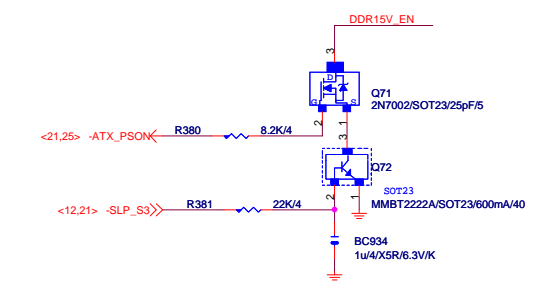 DDR15V_EN
3
D
G
S
Q71
2N7002/SOT23/25pF/5
2
1
<21,25> -ATX_PSON
R380
8.2K/4
3
Q72
SOT23
MMBT2222A/SOT23/600mA/40
2
1
<12,21> -SLP_S3
R381
22K/4
BC934
1u/4/X5R/6.3V/K